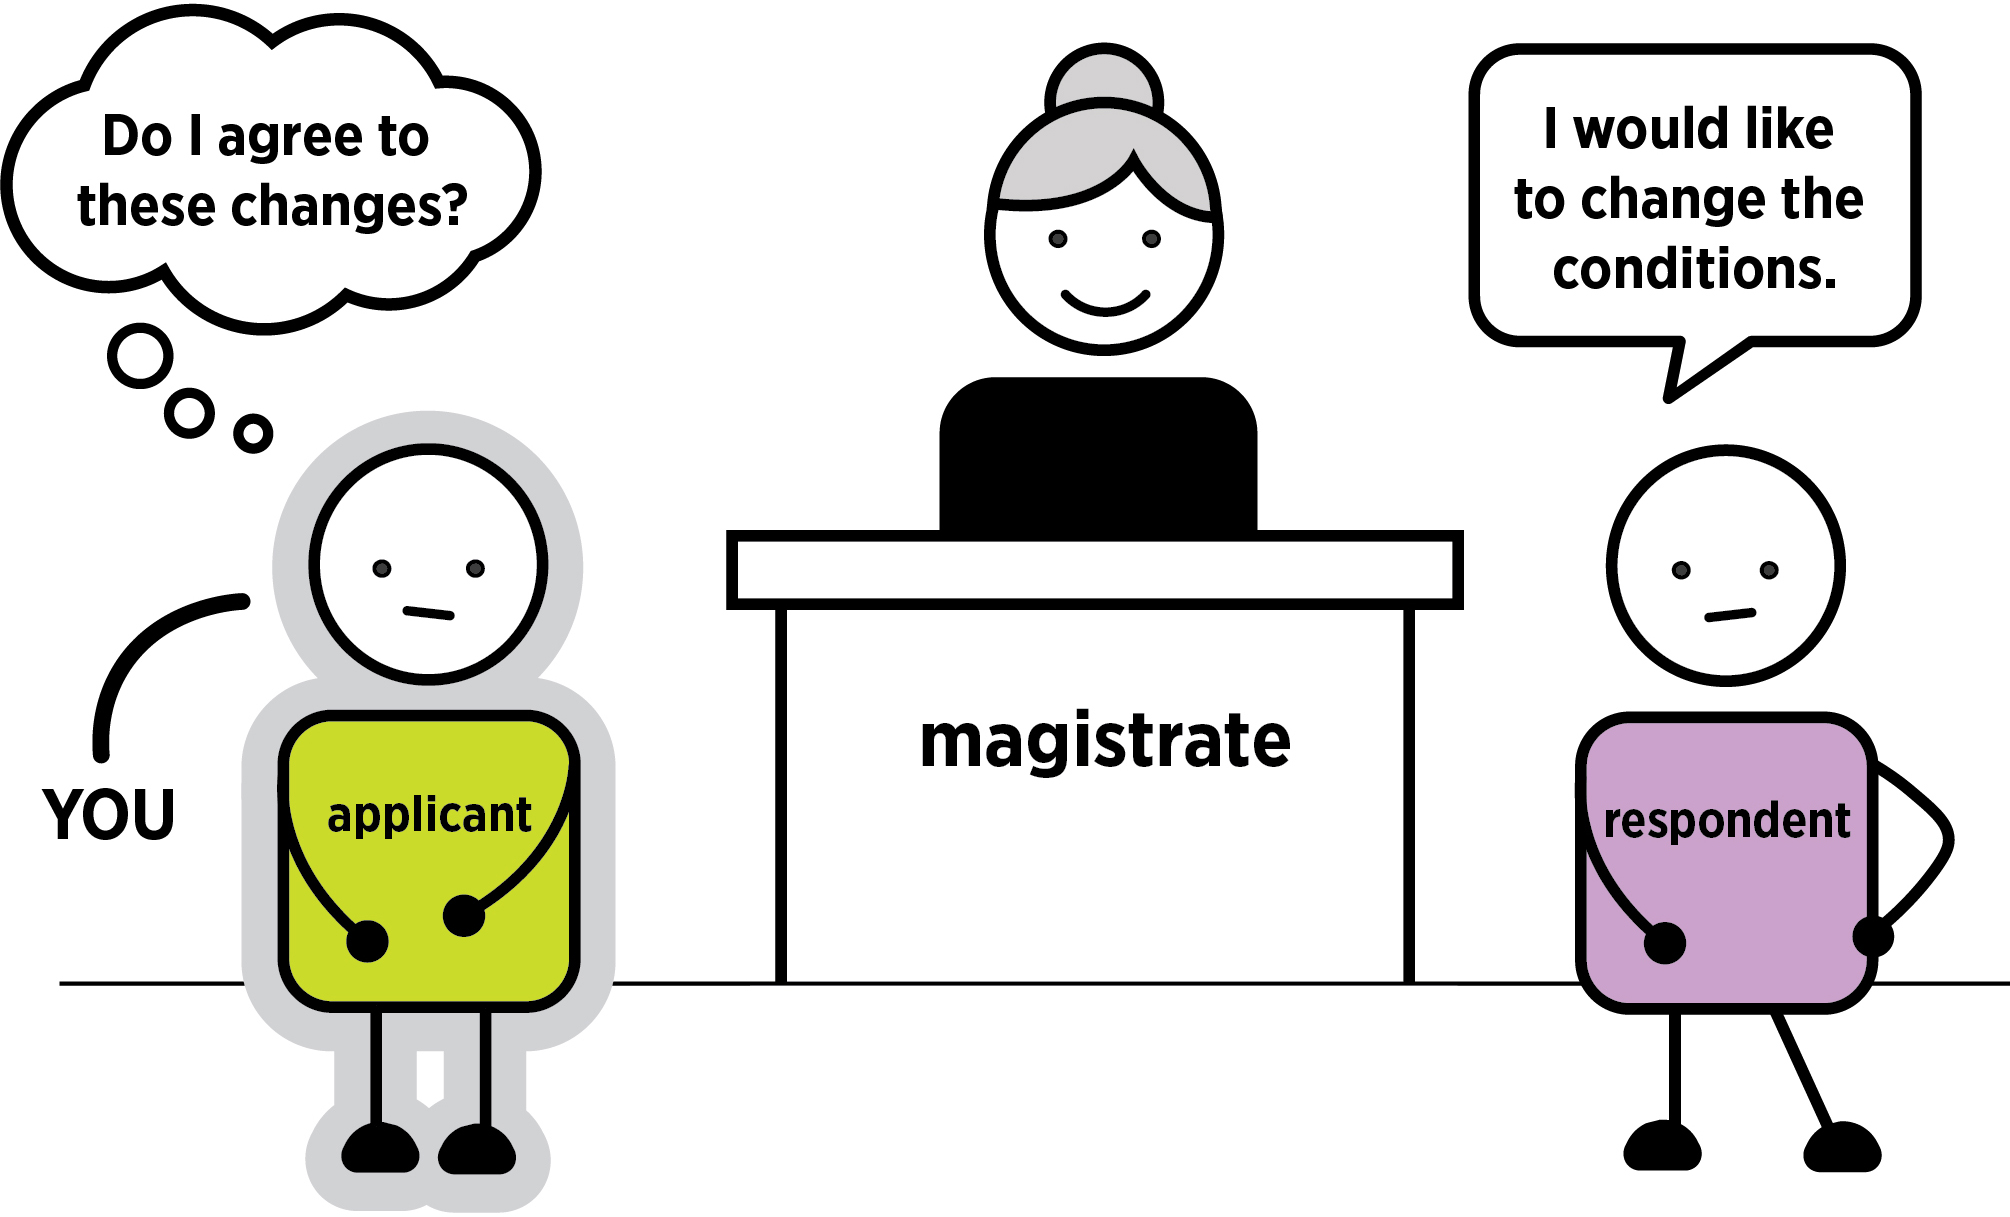 Do I agree to
these changes?
I would like
to change the
conditions.
YOU
applicant
magistrate
respondent